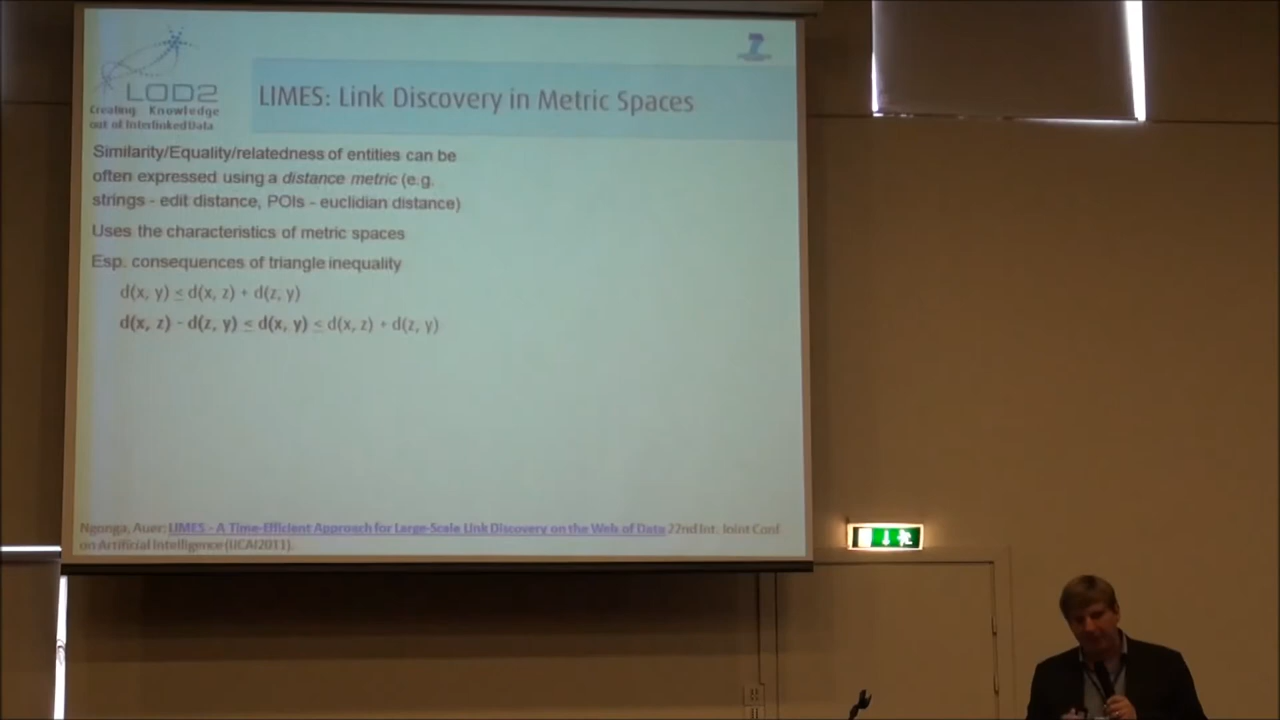 LOD2
Creating Knowledge
out of Interlinked Data
LIMES: Link Discovery in Metric Spaces
Similarity/Equality/relatedness of entities can be
often expressed using a distance metric (e.g.
strings - edit distance, POIs - euclidian distance)
Uses the characteristics of metric spaces
Esp. consequences of triangle inequality
d(x, y) ≤ d(x, z) + d(z, y)
d(x, z) - d(z, y) ≤ d(x, y) ≤ d(x, z) + d(z, y)
Ngonga, Auer: LIMES - A Time-Efficient Approach for Large-Scale Link Discovery on the Web of Data 22nd Int. Joint Conf.
on Artificial Intelligence (IJCAI2011).